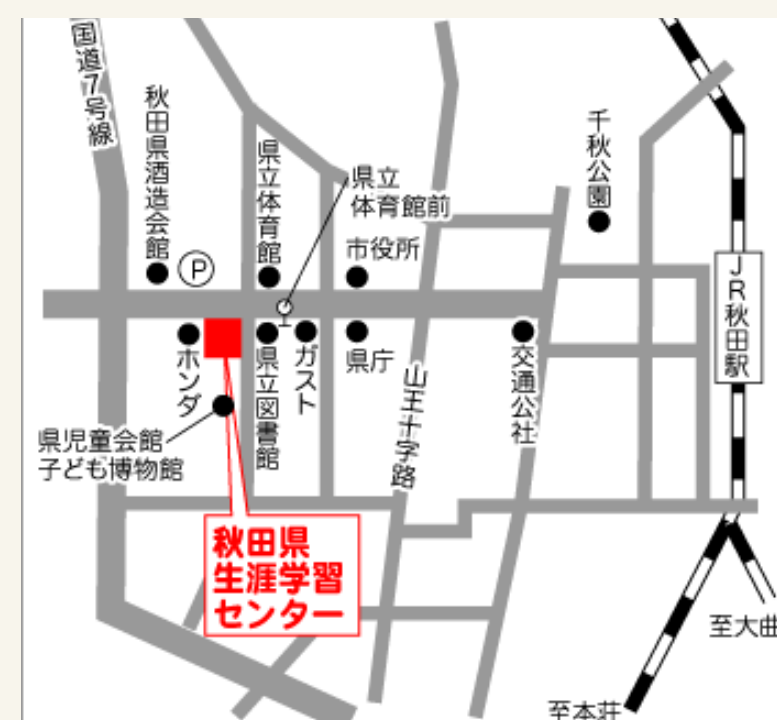 国道7号線
秋田県酒造会館
P
県立体育館
県立
体育館前
市役所
千秋公園
JR秋田駅
ホンダ
県立図書館
ガスト
県庁
山王十字路
交通公社
県児童会館
子ども博物館
秋田県
生涯学習
センター
至大曲
至本荘